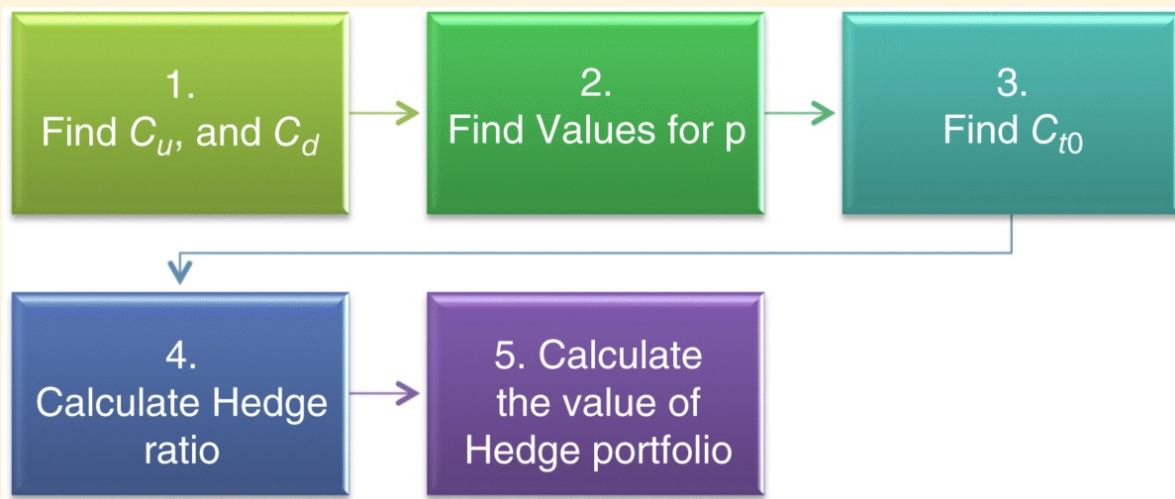 1.
Find Cu, and Cd
2.
Find Values for p
3.
Find Ct0
4.
Calculate Hedge
ratio
5. Calculate
the value of
Hedge portfolio